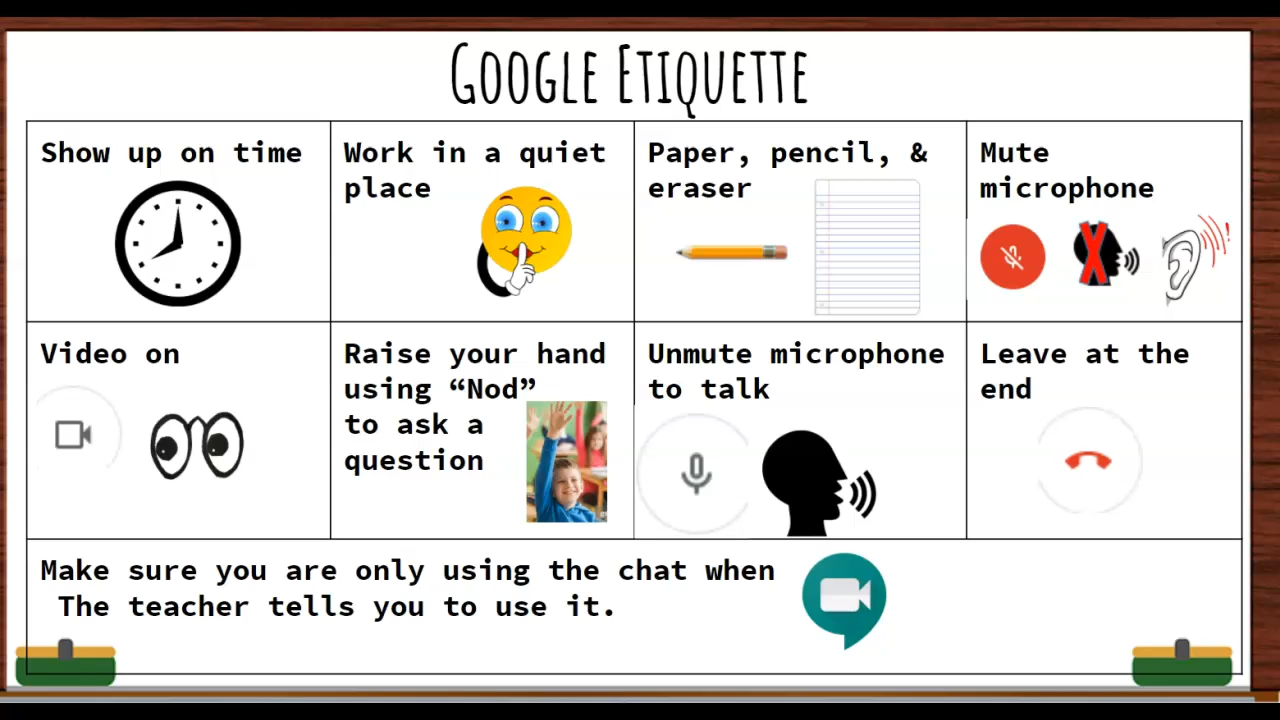 Google Etiquette
Show up on time
Work in a quiet
place
Paper, pencil, &
eraser
Mute
microphone
Video on
Raise your hand
using “Nod”
to ask a
question
Unmute microphone
to talk
Leave at the
end
Make sure you are only using the chat when
The teacher tells you to use it.